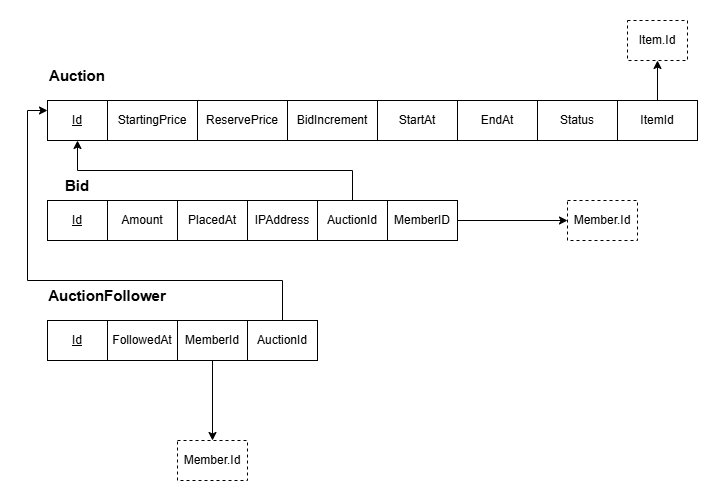 Item.Id
Auction
Id StartingPrice ReservePrice BidIncrement StartAt EndAt Status ItemId
Bid
Id Amount PlacedAt IPAddress AuctionId MemberID Member.Id
AuctionFollower
Id FollowedAt MemberId AuctionId
Member.Id